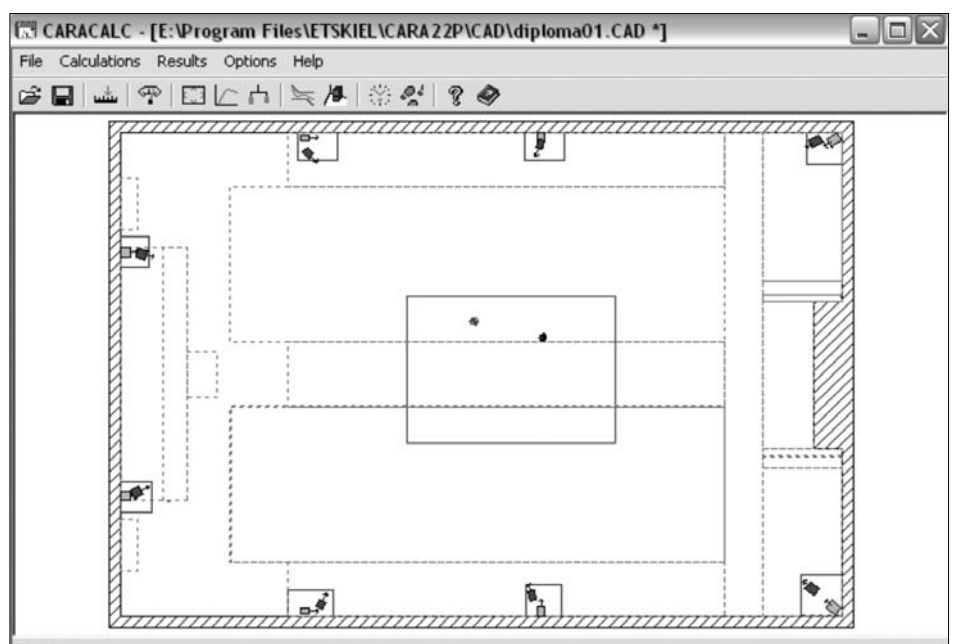 CARACALC - [E:\Program Files\ETSKIEL\CARA22P\CAD\diploma01.CAD *]
File Calculations Results Options Help